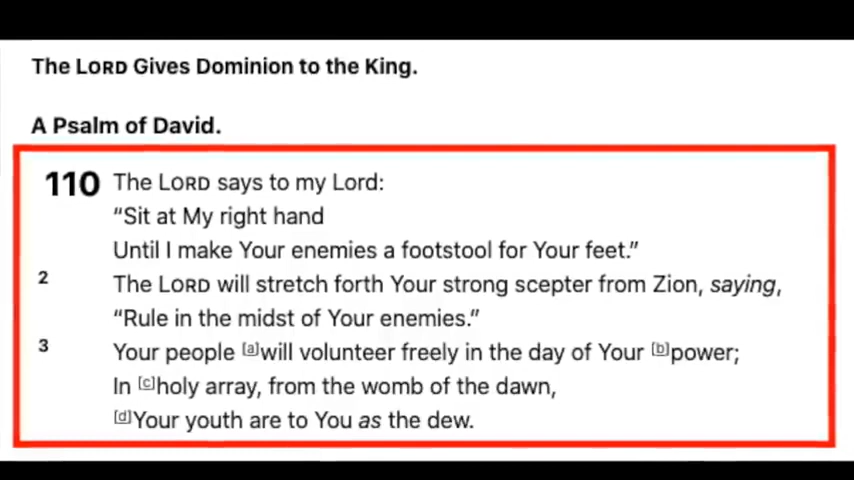 The LORD Gives Dominion to the King.
A Psalm of David.
110 The LORD says to my Lord:
“Sit at My right hand
Until I make Your enemies a footstool for Your feet.”
2 The LORD will stretch forth Your strong scepter from Zion, saying,
“Rule in the midst of Your enemies.”
3 Your people [a]will volunteer freely in the day of Your [b]power;
In [c]holy array, from the womb of the dawn,
[d]Your youth are to You as the dew.